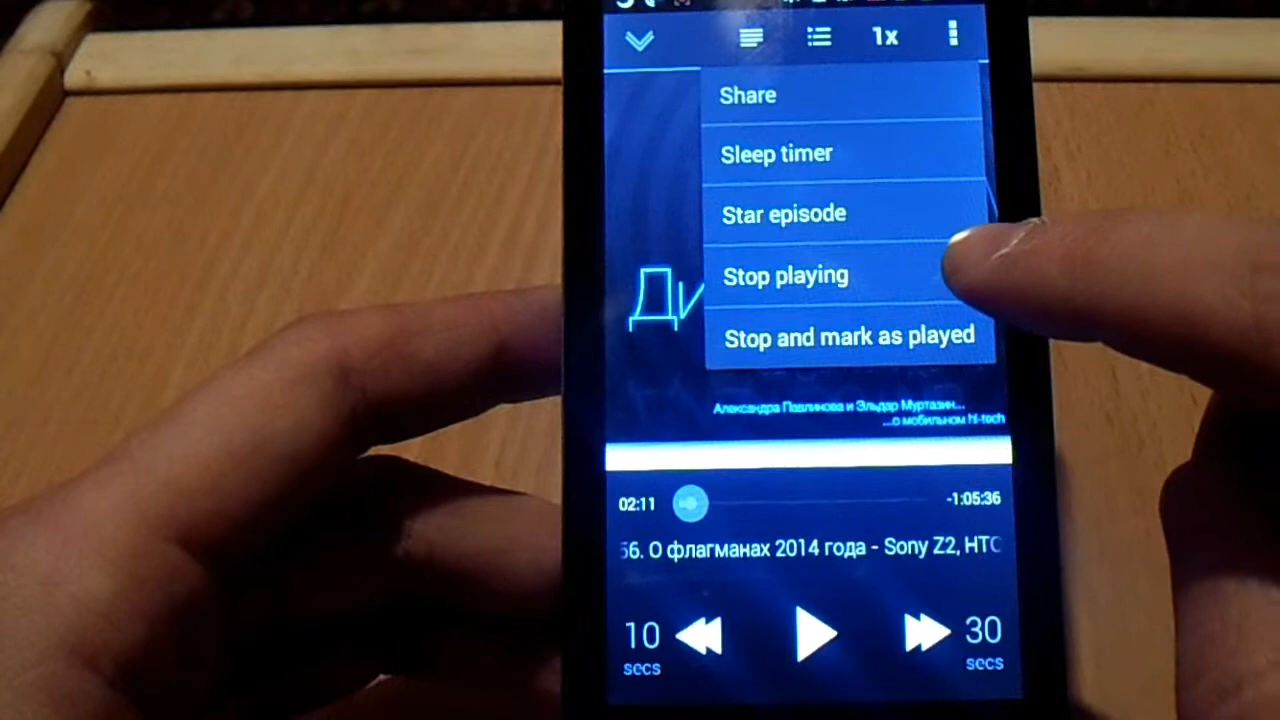 1x
Share
Sleep timer
Star episode
Stop playing
Stop and mark as played
Александра Павлинова и Эльдар Муртазин...
...о мобильном hi-tech
02:11
-1:05:36
56. О флагманах 2014 года - Sony Z2, HTC
10
secs
30
secs